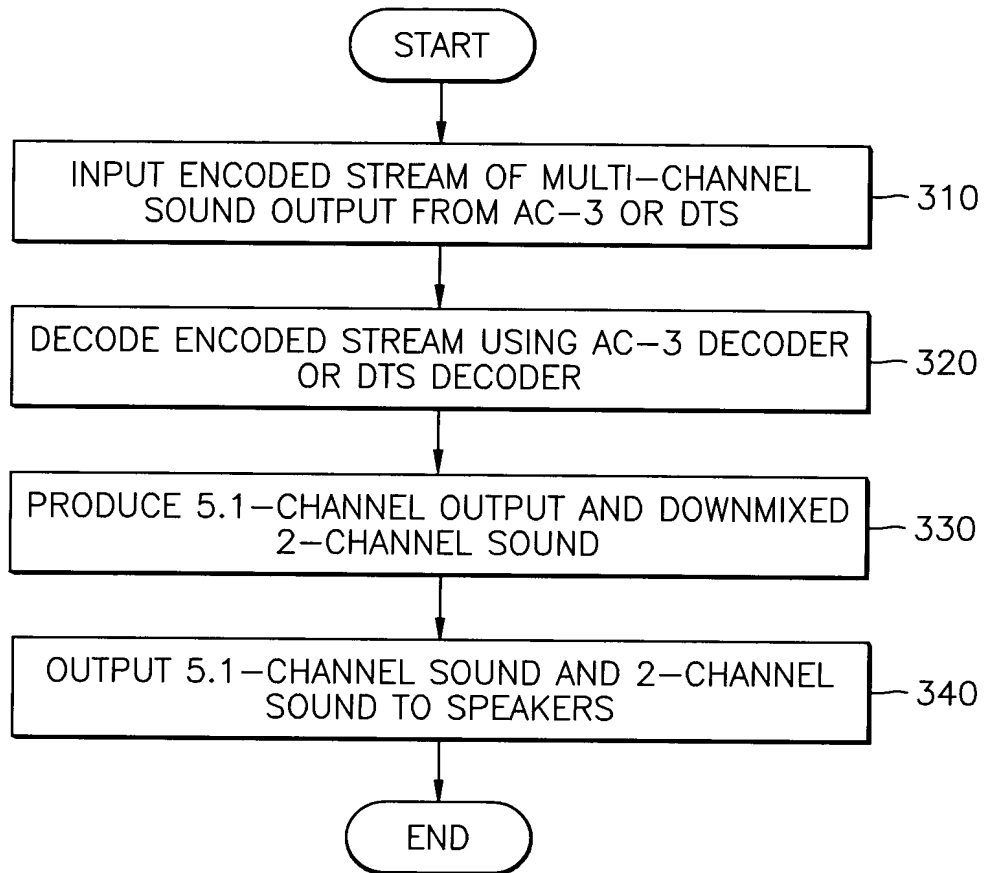 START
INPUT ENCODED STREAM OF MULTI-CHANNEL
SOUND OUTPUT FROM AC-3 OR DTS
310
DECODE ENCODED STREAM USING AC-3 DECODER
OR DTS DECODER
320
PRODUCE 5.1-CHANNEL OUTPUT AND DOWNMIXED
2-CHANNEL SOUND
330
OUTPUT 5.1-CHANNEL SOUND AND 2-CHANNEL
SOUND TO SPEAKERS
340
END